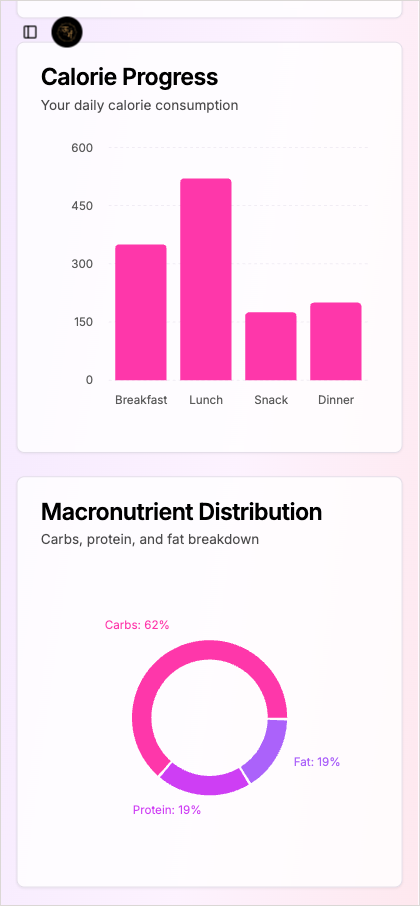 Calorie Progress
Your daily calorie consumption
600
450
300
150
0
Breakfast Lunch Snack Dinner
Macronutrient Distribution
Carbs, protein, and fat breakdown
Carbs: 62%
Fat: 19%
Protein: 19%